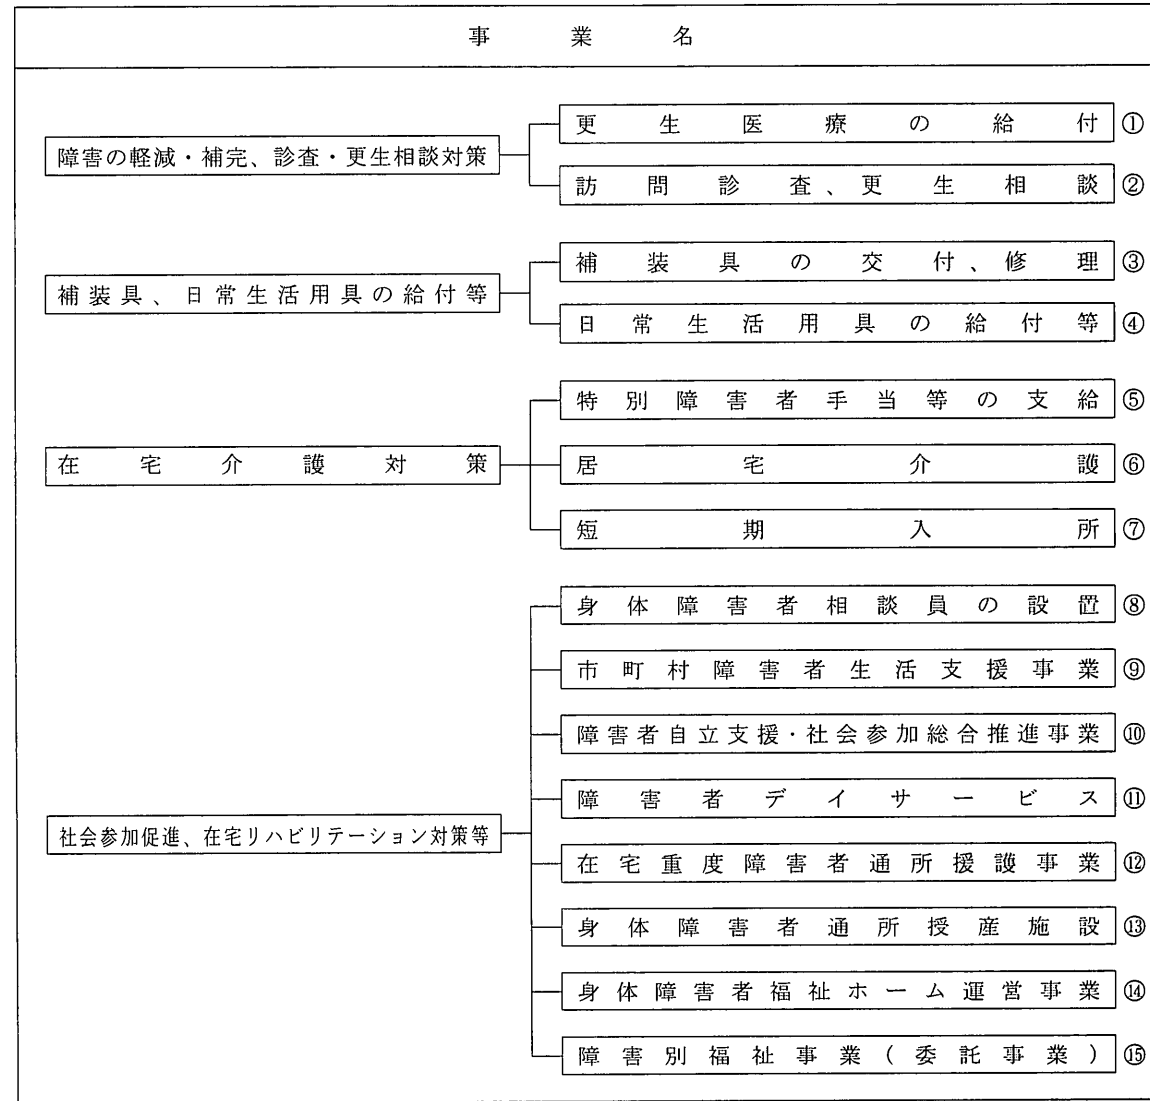 事業名
障害の軽減・補完、診査・更生相談対策
更生医療の給付 ①
訪問診査、更生相談 ②
補装具、日常生活用具の給付等
補装具の交付、修理 ③
日常生活用具の給付等 ④
在宅介護対策
特別障害者手当等の支給 ⑤
居宅介護 ⑥
短期入所 ⑦
社会参加促進、在宅リハビリテーション対策等
身体障害者相談員の設置 ⑧
市町村障害者生活支援事業 ⑨
障害者自立支援・社会参加総合推進事業 ⑩
障害者デイサービス ⑪
在宅重度障害者通所援護事業 ⑫
身体障害者通所授産施設 ⑬
身体障害者福祉ホーム運営事業 ⑭
障害別福祉事業(委託事業) ⑮